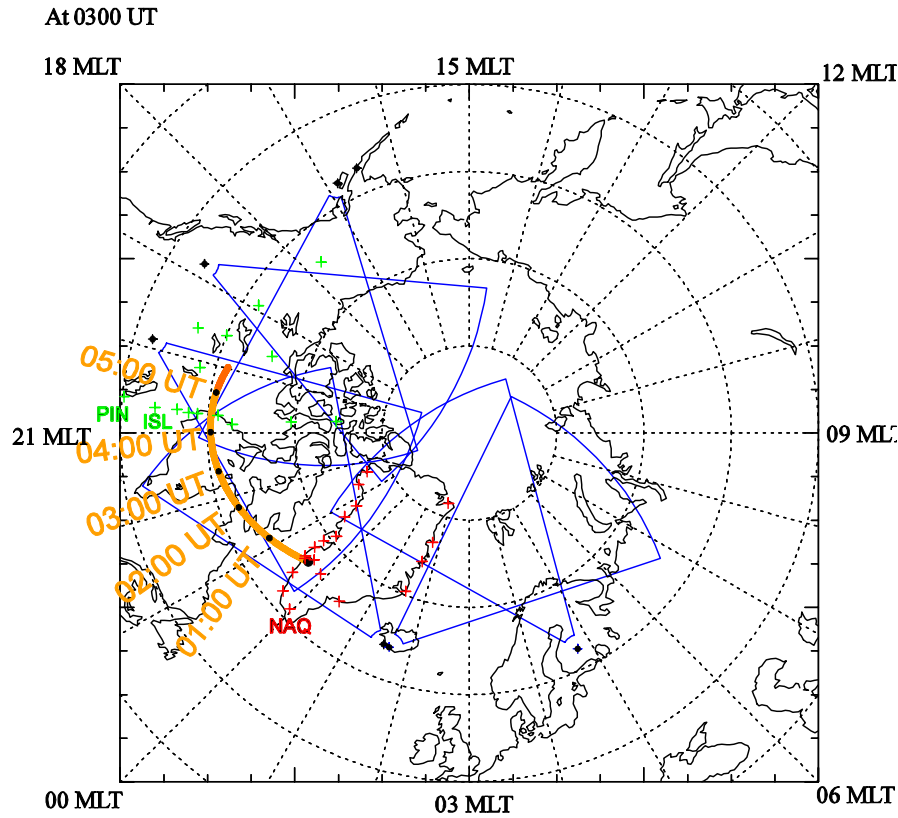 At 0300 UT
18 MLT
15 MLT
12 MLT
05:00 UT
PIN
ISL
21 MLT
04:00 UT
09 MLT
03:00 UT
02:00 UT
01:00 UT
NAQ
00 MLT
03 MLT
06 MLT